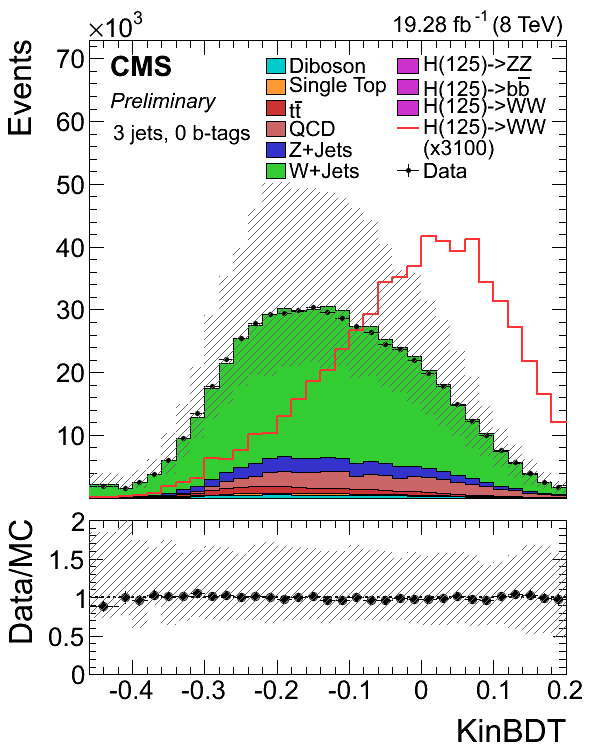 ×10³
19.28 fb⁻¹ (8 TeV)
CMS
Preliminary
3 jets, 0 b-tags
Diboson
Single Top
tt̅
QCD
Z+Jets
W+Jets
H(125)->ZZ
H(125)->bb̅
H(125)->WW
H(125)->WW
(x3100)
Data
Events
70
60
50
40
30
20
10
Data/MC
2
1.5
1
0.5
0
-0.4 -0.3 -0.2 -0.1 0 0.1 0.2
KinBDT